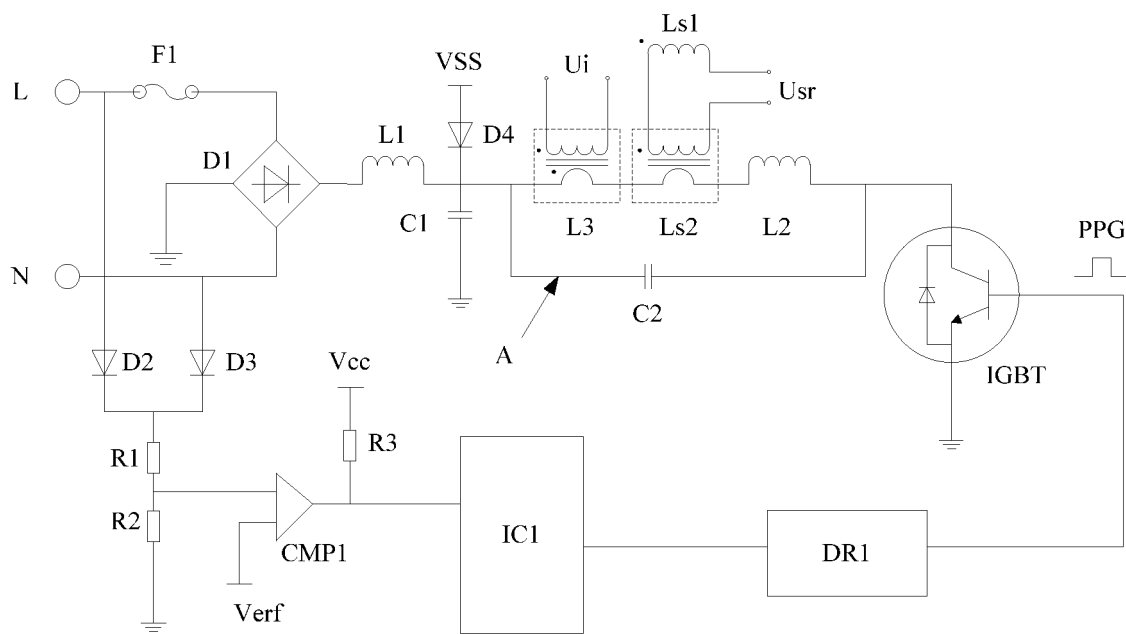 Ls1
F1
VSS
Ui
L
Usr
L1
D4
D1
C1
L3
Ls2
L2
PPG
N
C2
A
D2
D3
Vcc
IGBT
R3
R1
R2
IC1
CMP1
DR1
Verf